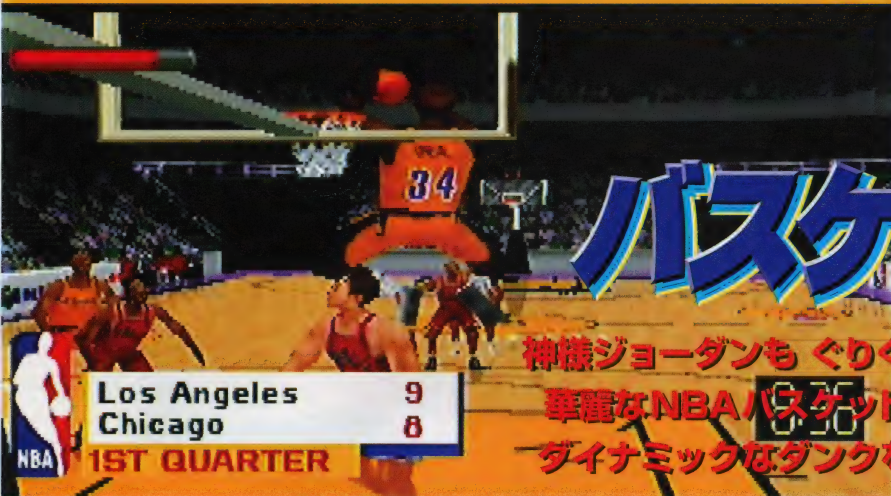 34
バスケ
神様ジョーダンも ぐり
華麗なNBAバスケット
ダイナミックなダンク
Los Angeles 9
Chicago 8
NBA
1ST QUARTER